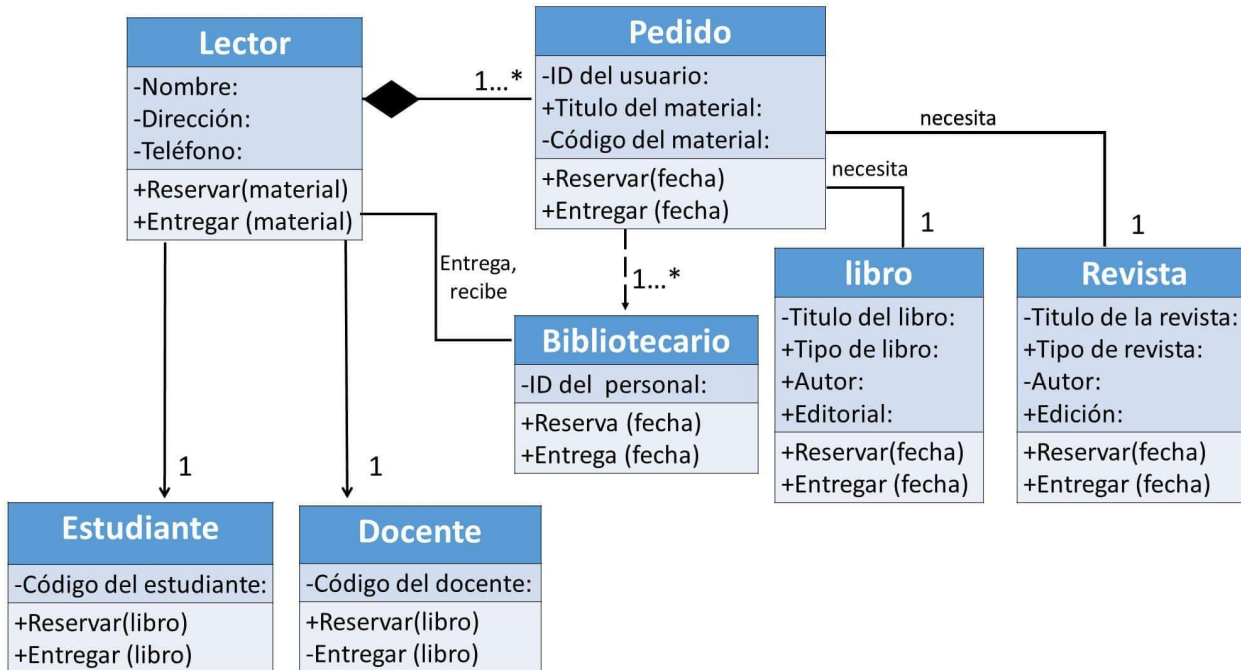 Lector
-Nombre:
-Dirección:
-Teléfono:
+Reservar(material)
+Entregar (material)
1...*
Pedido
-ID del usuario:
+Titulo del material:
-Código del material:
+Reservar(fecha)
+Entregar (fecha)
necesita
necesita
1
1
Entrega,
recibe
1...*
Bibliotecario
-ID del personal:
+Reserva (fecha)
+Entrega (fecha)
libro
-Titulo del libro:
+Tipo de libro:
+Autor:
+Editorial:
+Reservar(fecha)
+Entregar (fecha)
Revista
-Titulo de la revista:
+Tipo de revista:
-Autor:
+Edición:
+Reservar(fecha)
+Entregar (fecha)
1
1
Estudiante
-Código del estudiante:
+Reservar(libro)
+Entregar (libro)
Docente
-Código del docente:
+Reservar(libro)
-Entregar (libro)